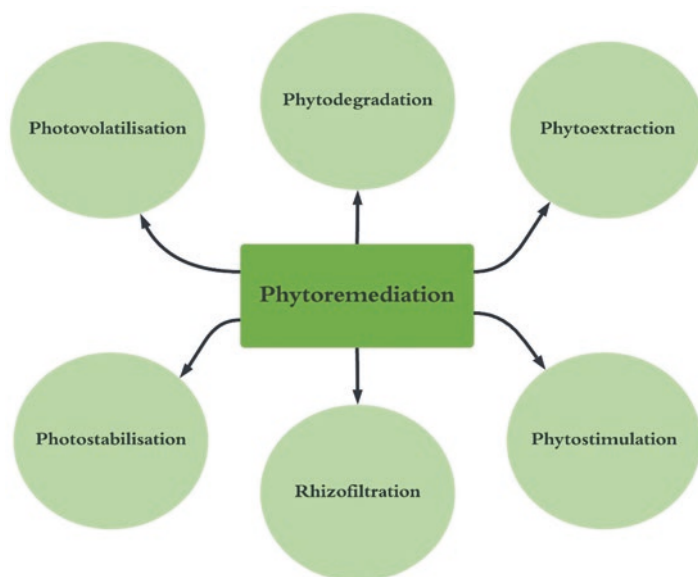 Phytodegradation
Photovolatilisation
Phytoextraction
Phytoremediation
Photostabilisation
Phytostimulation
Rhizofiltration